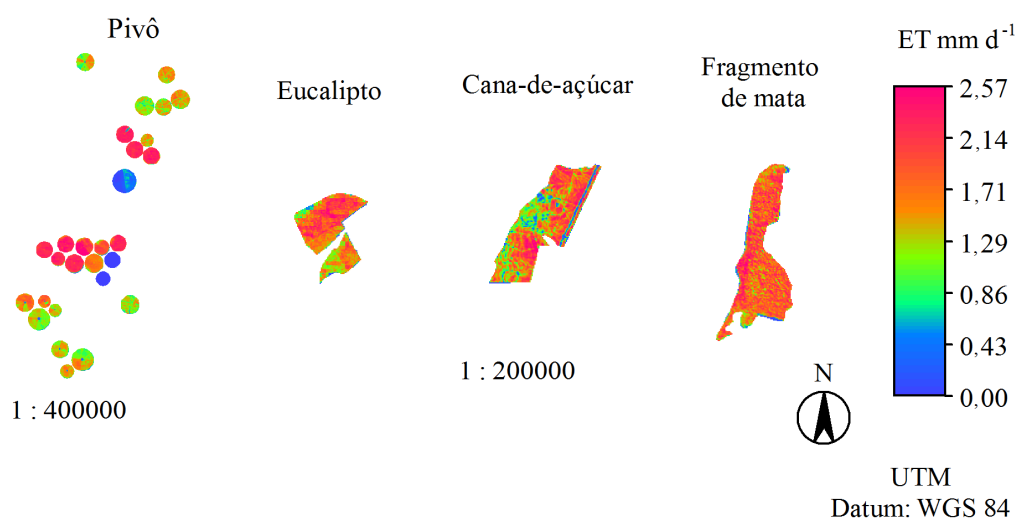 Pivô
Eucalipto
Cana-de-açúcar
Fragmento
de mata
ET mm d-1
2,57
2,14
1,71
1,29
0,86
0,43
0,00
1 : 400000
1 : 200000
N
UTM
Datum: WGS 84